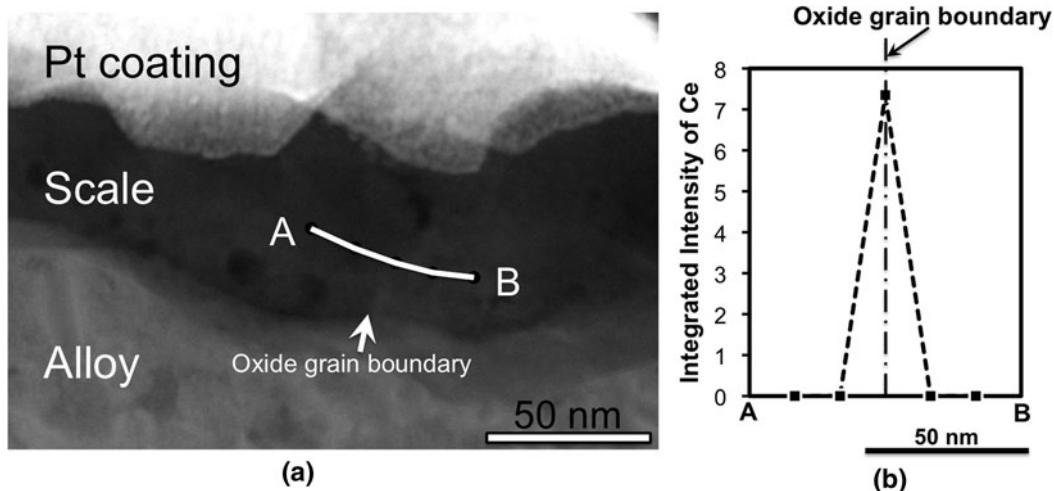 Pt coating
Scale
A
B
Oxide grain boundary
Alloy
50 nm
(a)
Oxide grain boundary
Integrated Intensity of Ce
8
7
6
5
4
3
2
1
0
A
B
50 nm
(b)